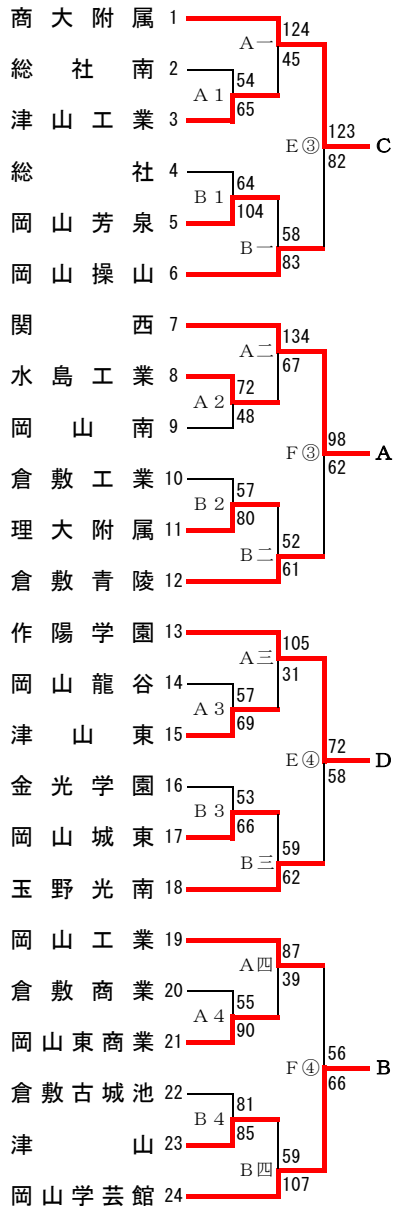 商大附属 1
124
A一
45
総社南 2
54
A1
65
津山工業 3
123
E③
C
82
総社 4
64
B1
104
岡山芳泉 5
58
B一
83
岡山操山 6
関西 7
134
A二
67
水島工業 8
72
A2
48
岡山南 9
98
F③
A
62
倉敷工業 10
57
B2
80
理大附属 11
52
B二
61
倉敷青陵 12
作陽学園 13
105
A三
31
岡山龍谷 14
57
A3
69
津山東 15
72
E④
D
58
金光学園 16
53
B3
66
岡山城東 17
59
B三
62
玉野光南 18
岡山工業 19
87
A四
39
倉敷商業 20
55
A4
90
岡山東商業 21
56
F④
B
66
倉敷古城池 22
81
B4
85
津山 23
59
B四
107
岡山学芸館 24